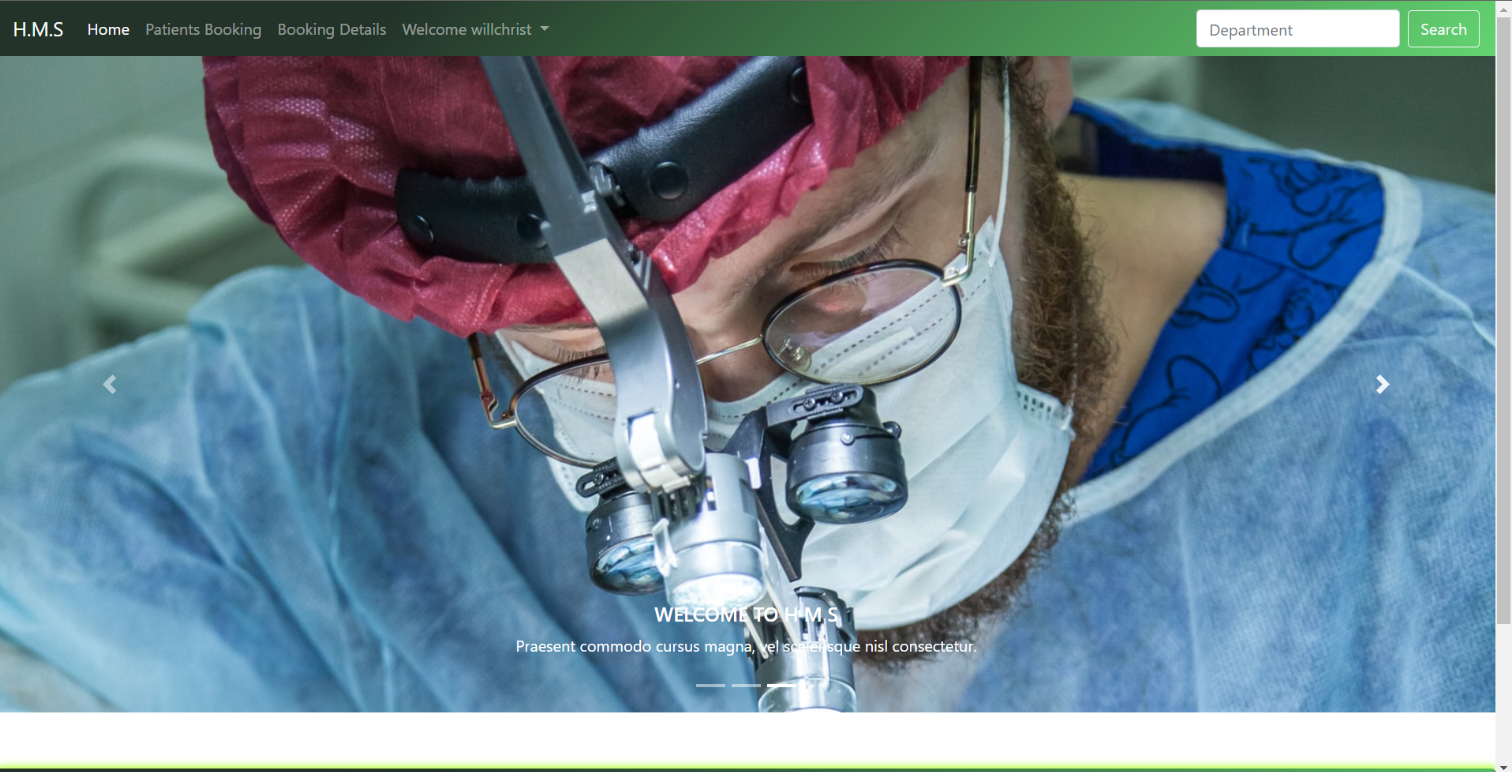 H.M.S Home Patients Booking Booking Details Welcome willchrist Department Search
WELCOME TO H.M.S
Praesent commodo cursus magna, vel scelerisque nisl consectetur.